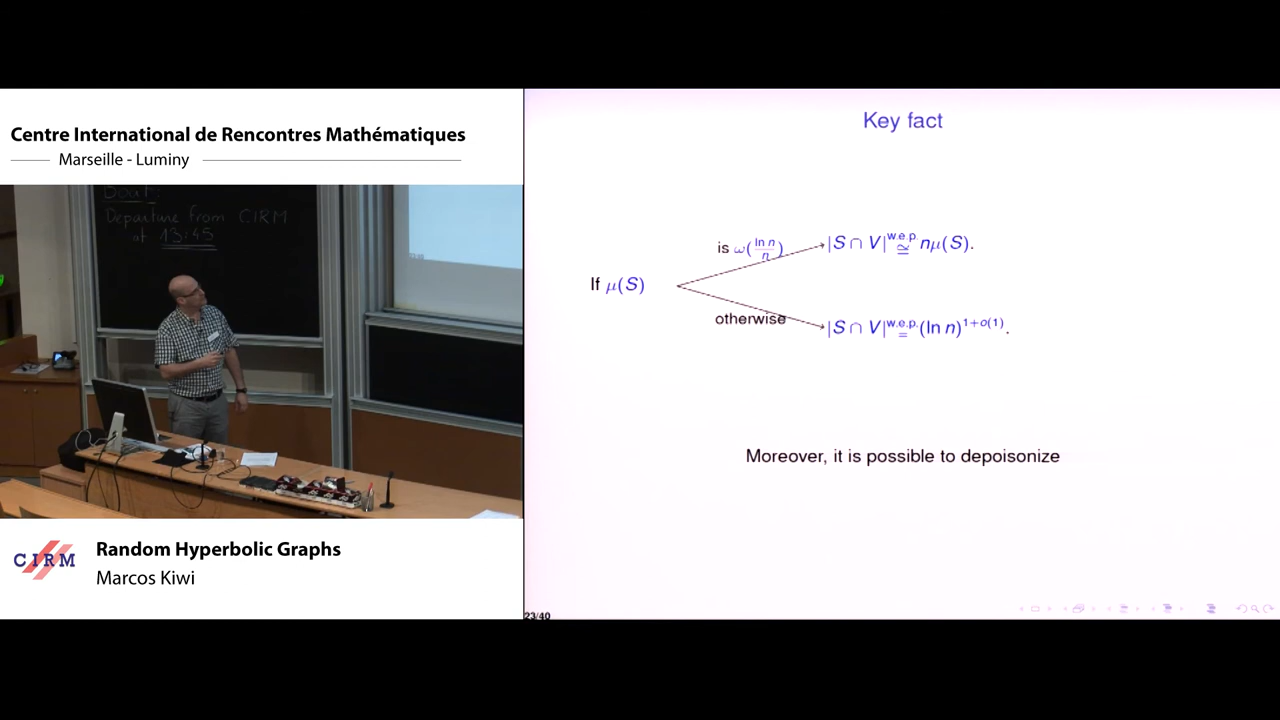 Centre International de Rencontres Mathématiques
Marseille - Luminy
Departure from CIRM
at 13:45
CIRM
Random Hyperbolic Graphs
Marcos Kiwi
Key fact
If μ(S)
is ω(ln n / n)
|S ∩ V| w.e.p. ≅ nμ(S).
otherwise
|S ∩ V| w.e.p. = (ln n)^{1+o(1)}.
Moreover, it is possible to depoisonize
23/40